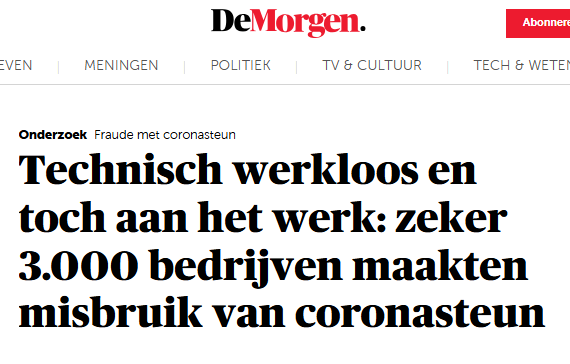 DeMorgen.
Abonnere
EVEN | MENINGEN | POLITIEK | TV & CULTUUR | TECH & WETEN
Onderzoek Fraude met coronasteun
Technisch werkloos en
toch aan het werk: zeker
3.000 bedrijven maakten
misbruik van coronasteun